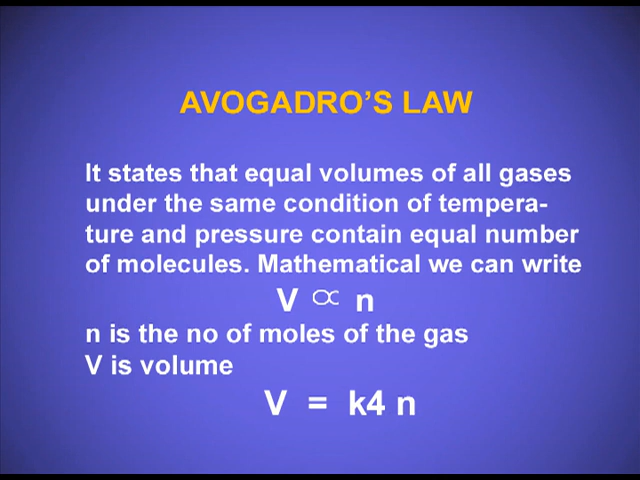 AVOGADRO'S LAW
It states that equal volumes of all gases
under the same condition of tempera-
ture and pressure contain equal number
of molecules. Mathematical we can write
V ∝ n
n is the no of moles of the gas
V is volume
V = k4 n